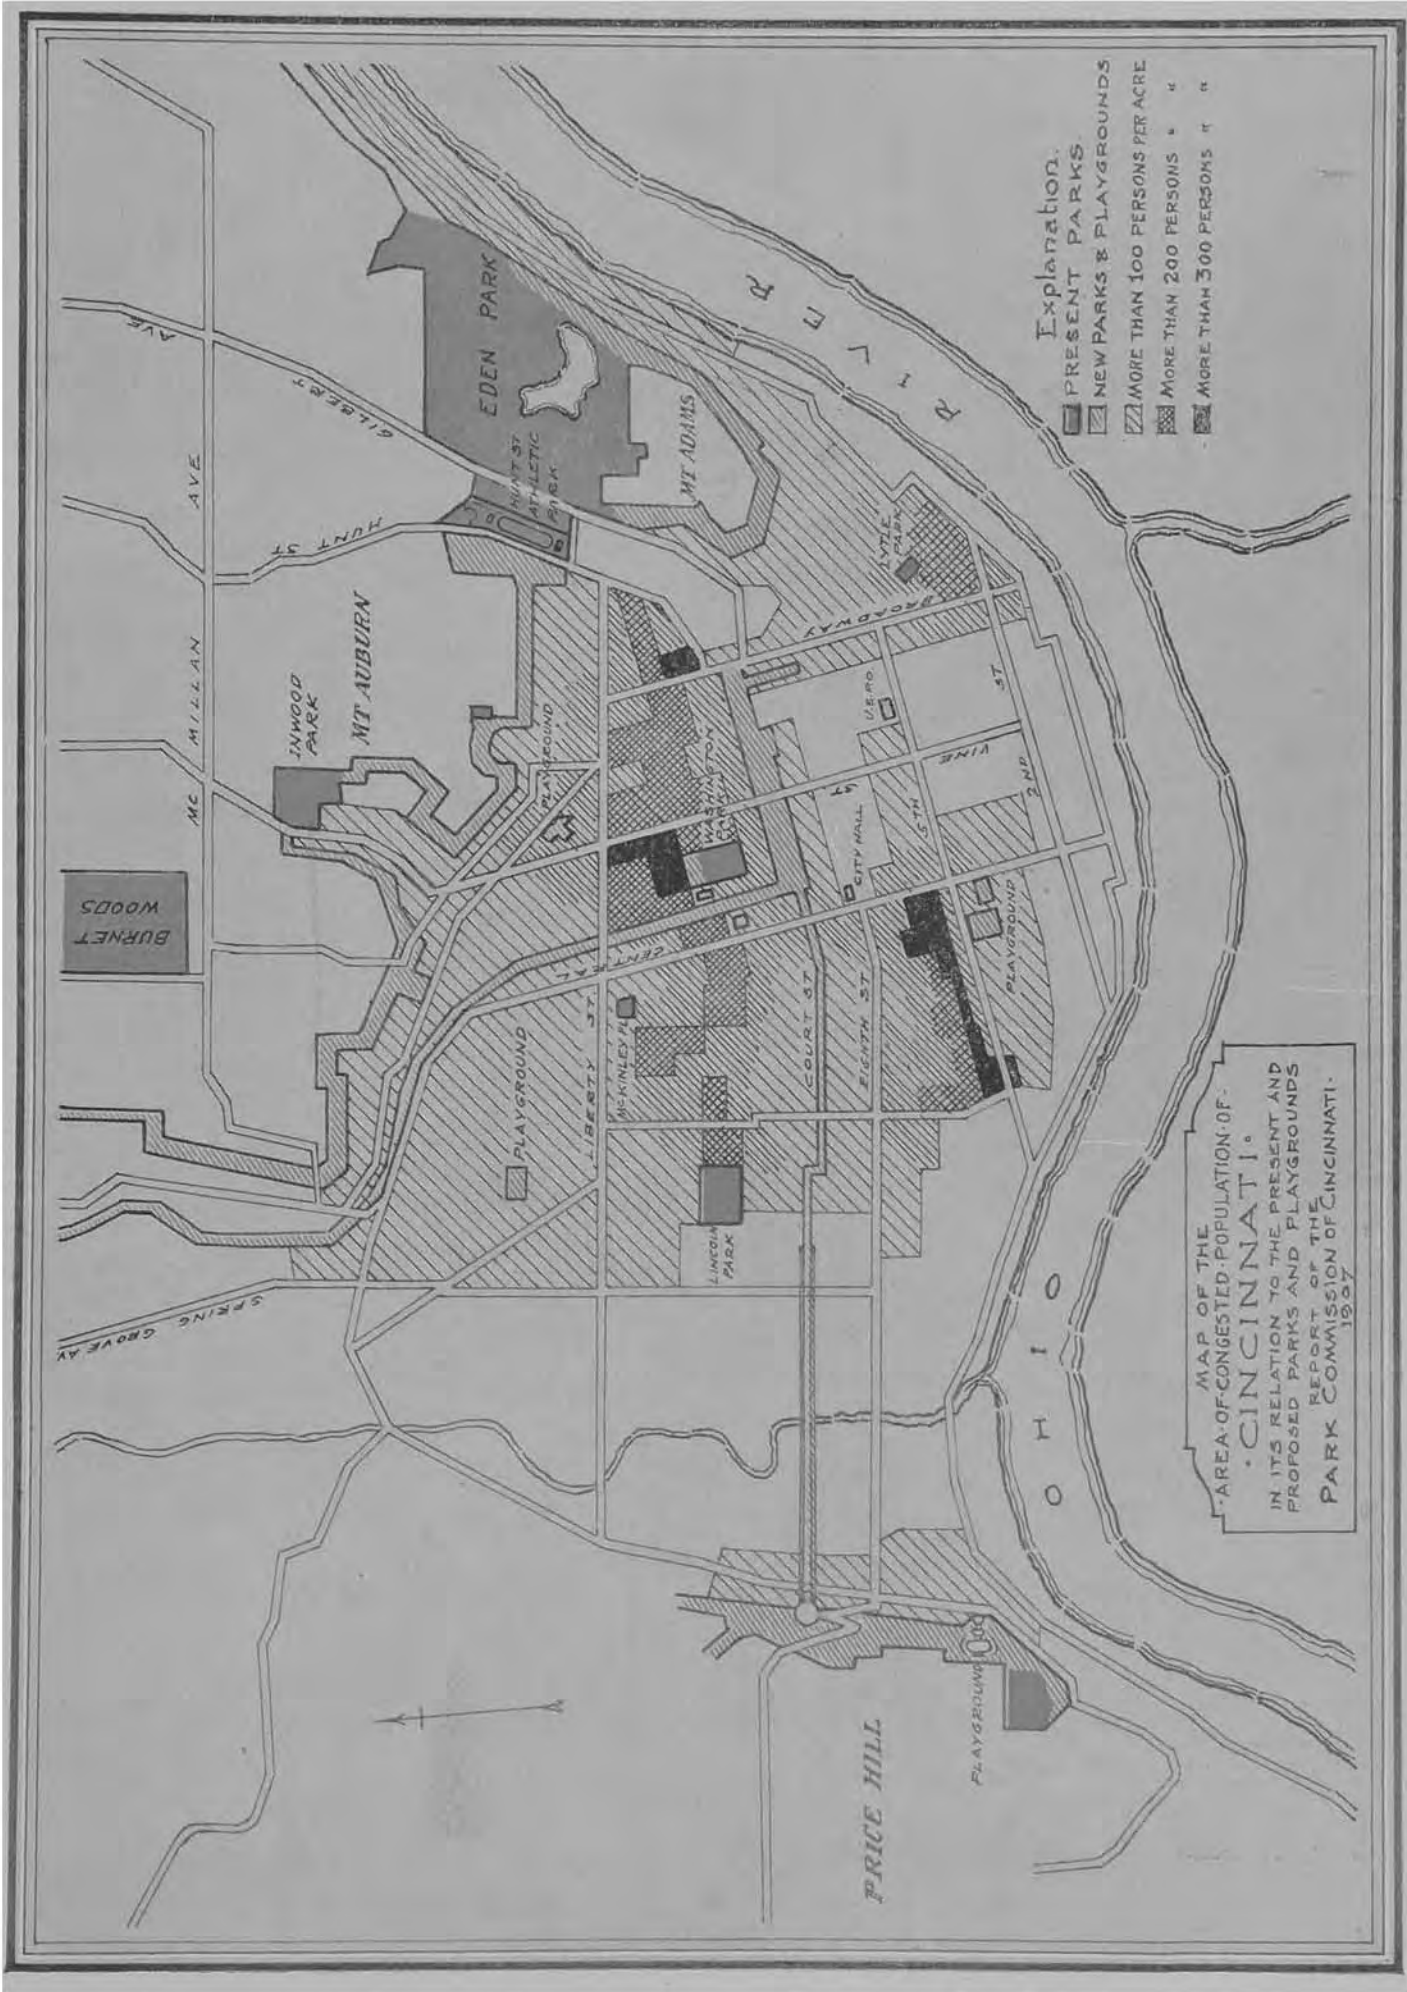 Explanation.
PRESENT PARKS
NEW PARKS & PLAYGROUNDS
MORE THAN 100 PERSONS PER ACRE
MORE THAN 200 PERSONS " "
MORE THAN 300 PERSONS " "
BURNET
WOODS
MC MILLAN AVE
GILBERT AVE
HUNT ST
INWOOD
PARK
MT AUBURN
EDEN PARK
HUNT ST
ATHLETIC
PARK
MT ADAMS
SPRING GROVE AV.
PLAYGROUND
PLAYGROUND
LIBERTY ST
MCKINLEY PL
CENTRAL
WASHINGTON
PARK
LYTLE
PARK
BROADWAY
LINCOLN
PARK
COURT ST
EIGHTH ST
CITY HALL
U.S. P.O.
5TH
ST
VINE
2ND
ST
PLAYGROUND
PRICE HILL
PLAYGROUND
OHIO
RIVER
MAP OF THE
·AREA·OF·CONGESTED·POPULATION·OF·
·CINCINNATI·
IN ITS RELATION TO THE PRESENT AND
PROPOSED PARKS AND PLAYGROUNDS
REPORT OF THE
PARK COMMISSION OF CINCINNATI·
1907